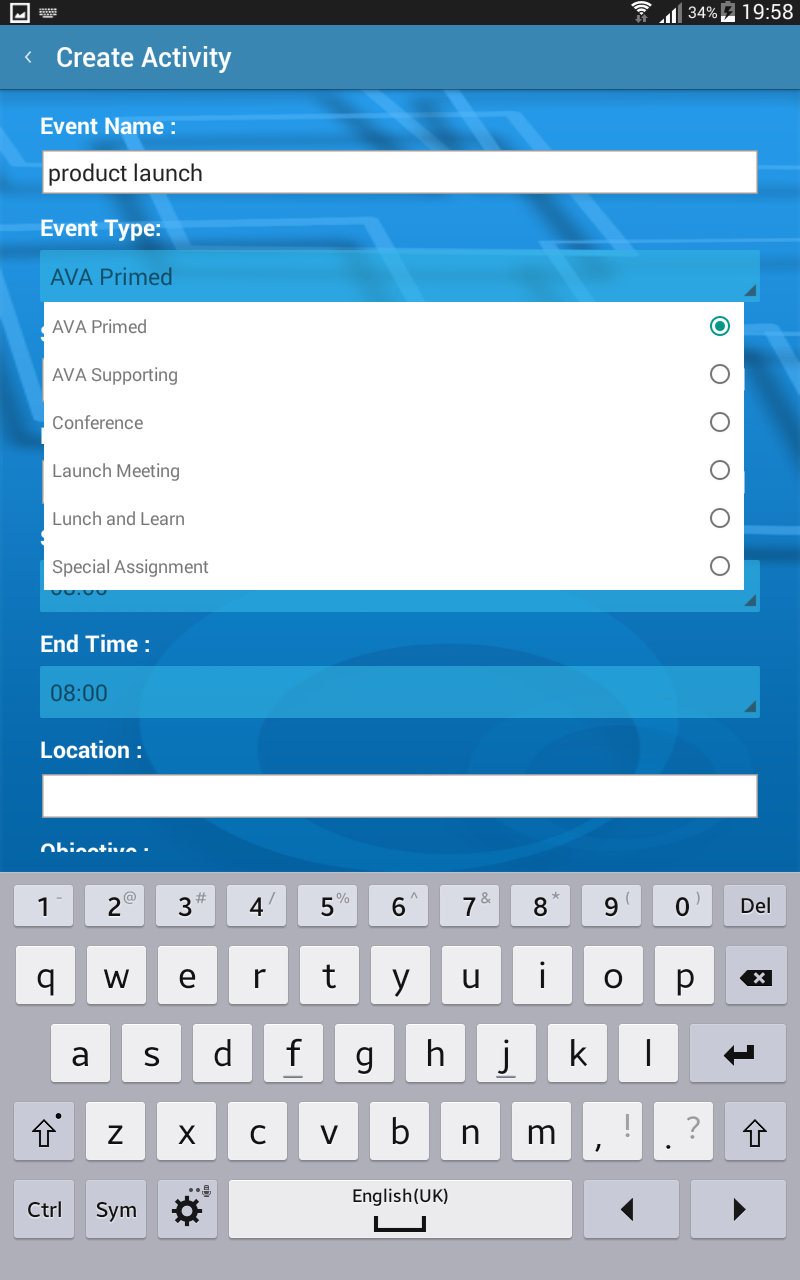 34% 19:58
Create Activity
Event Name :
product launch
Event Type:
AVA Primed
AVA Primed
AVA Supporting
Conference
Launch Meeting
Lunch and Learn
Special Assignment
End Time :
08:00
Location :
Objective :
1 - 2 @ 3 # 4 / 5 % 6 ^ 7 & 8 * 9 ( 0 ) Del
q w e r t y u i o p
a s d f g h j k l
z x c v b n m , ! . ?
Ctrl Sym English(UK)